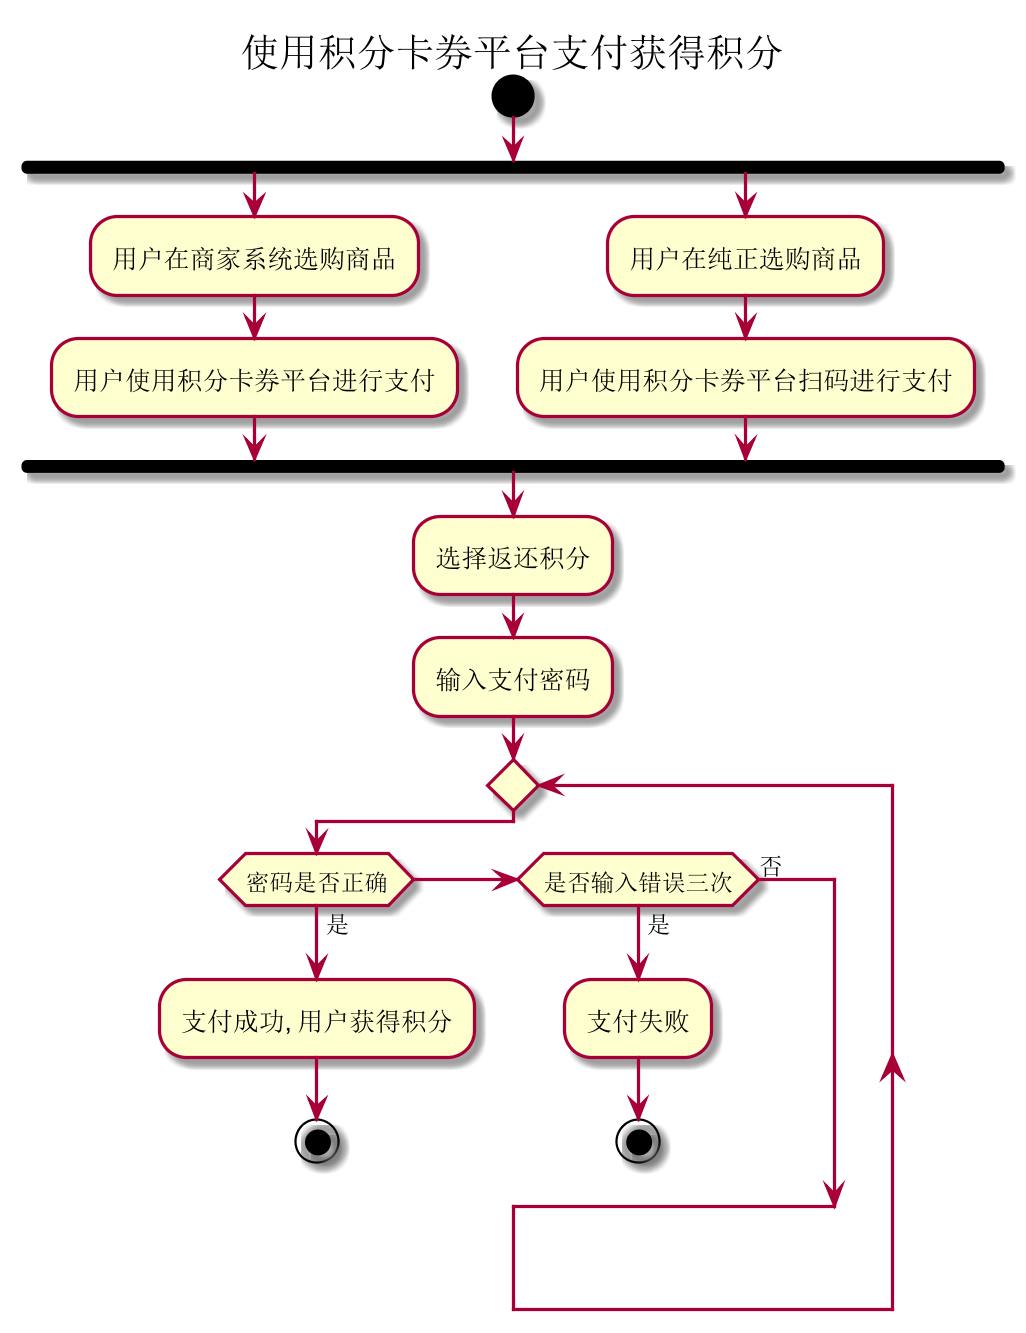 使用积分卡券平台支付获得积分
用户在商家系统选购商品
用户在纯正选购商品
用户使用积分卡券平台进行支付
用户使用积分卡券平台扫码进行支付
选择返还积分
输入支付密码
密码是否正确
是否输入错误三次
否
是
是
支付成功,用户获得积分
支付失败